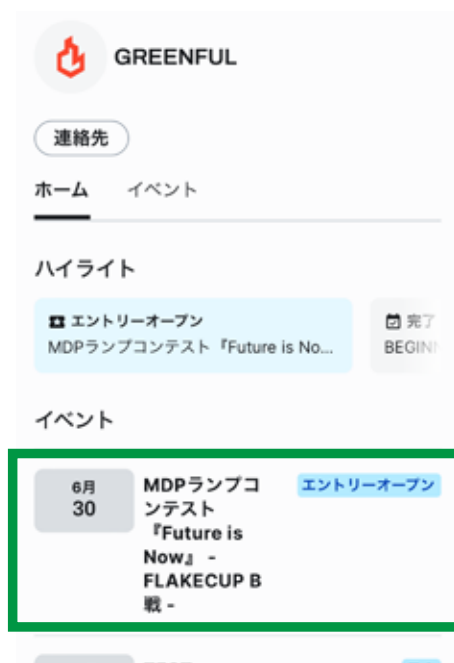 GREENFUL
連絡先
ホーム イベント
ハイライト
エントリーオープン
MDPランプコンテスト『Future is No...
完了
BEGIN
イベント
6月
30
MDPランプコ
ンテスト
『Future is
Now』 -
FLAKECUP B
戦 -
エントリーオープン